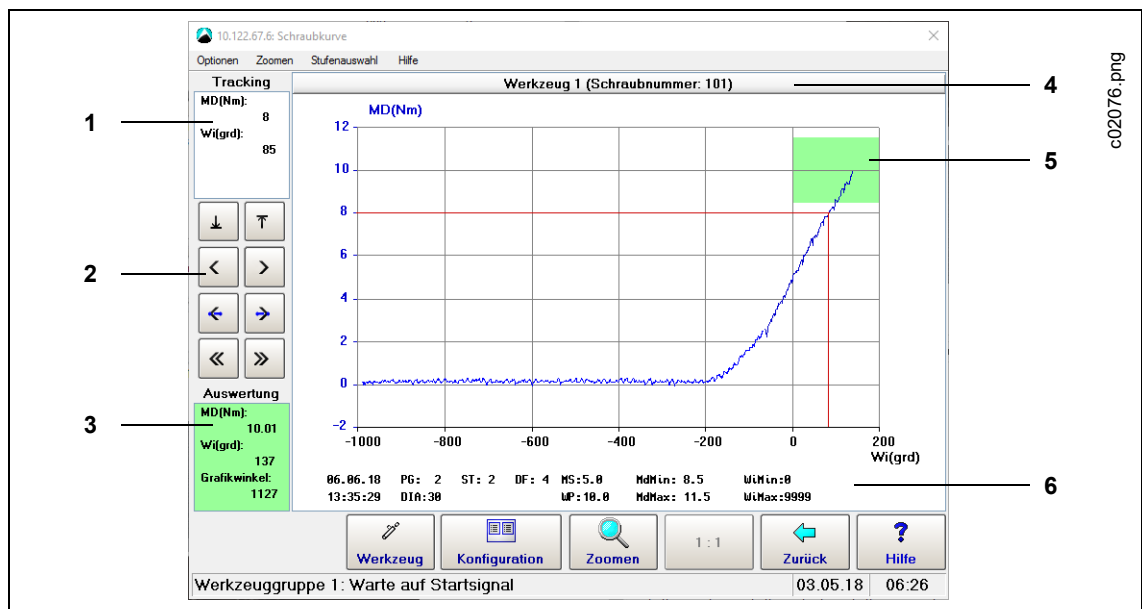 10.122.67.6: Schraubkurve
Optionen Zoomen Stufenauswahl Hilfe
Tracking
MD(Nm):
8
Wi(grd):
85
Auswertung
MD(Nm):
10.01
Wi(grd):
137
Grafikwinkel:
1127
Werkzeug 1 (Schraubnummer: 101)
MD(Nm)
12
10
8
6
4
2
0
-2
-1000 -800 -600 -400 -200 0 200
Wi(grd)
06.06.18 PG: 2 ST: 2 DF: 4 MS:5.0 MdMin: 8.5 WiMin:0
13:35:29 DIA:30 WP:10.0 MdMax: 11.5 WiMax:9999
Werkzeug Konfiguration Zoomen 1:1 Zurück ? Hilfe
Werkzeuggruppe 1: Warte auf Startsignal 03.05.18 06:26
1
2
3
4
5
6
c02076.png